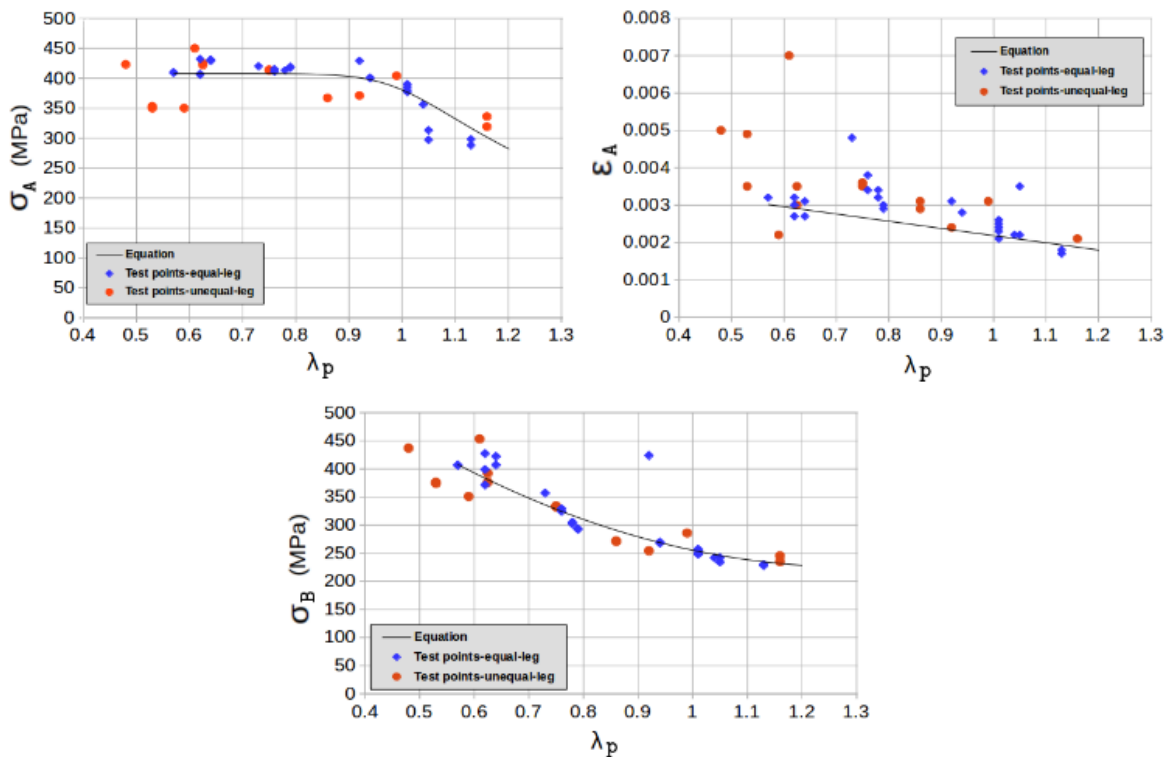 500
450
400
350
300
250
200
150
100
50
0
σA (MPa)
Equation
Test points-equal-leg
Test points-unequal-leg
0.4 0.5 0.6 0.7 0.8 0.9 1 1.1 1.2 1.3
λp
0.008
0.007
0.006
0.005
0.004
0.003
0.002
0.001
0
εA
Equation
Test points-equal-leg
Test points-unequal-leg
0.4 0.5 0.6 0.7 0.8 0.9 1 1.1 1.2 1.3
λp
500
450
400
350
300
250
200
150
100
50
0
σB (MPa)
Equation
Test points-equal-leg
Test points-unequal-leg
0.4 0.5 0.6 0.7 0.8 0.9 1 1.1 1.2 1.3
λp